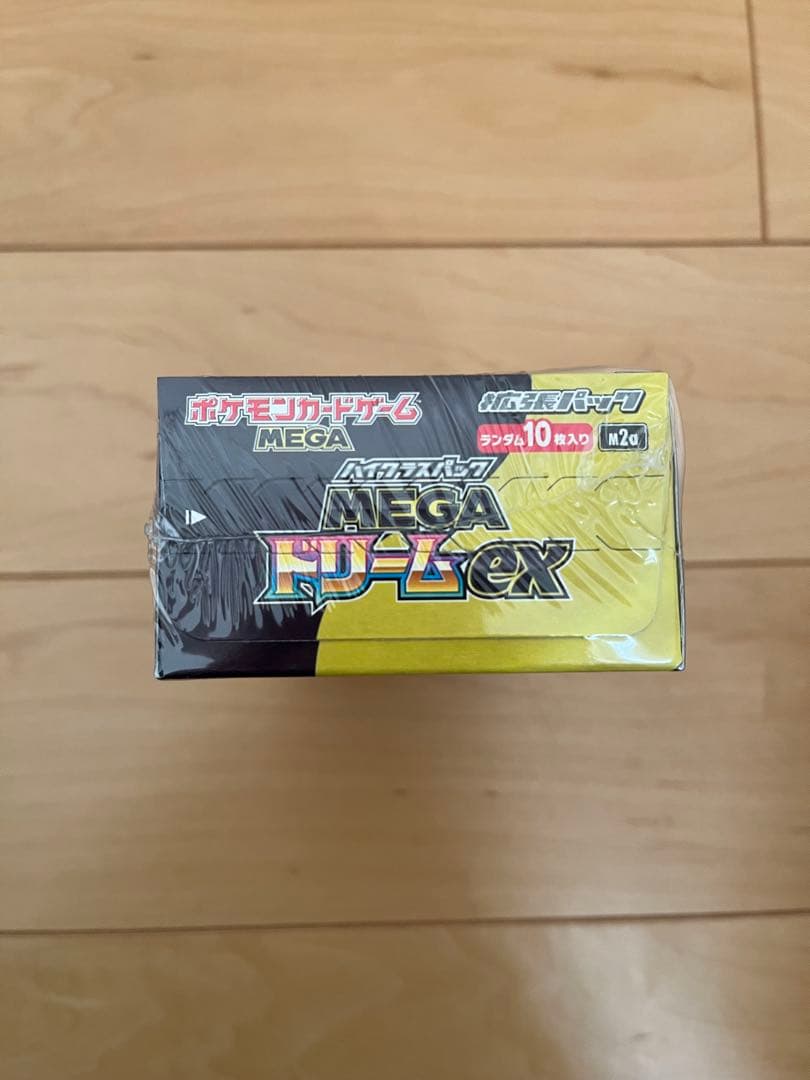 ポケモンカードゲーム
MEGA
拡張パック
ランダム10枚入り
M2a
ハイクラスパック
MEGA
ドリームex